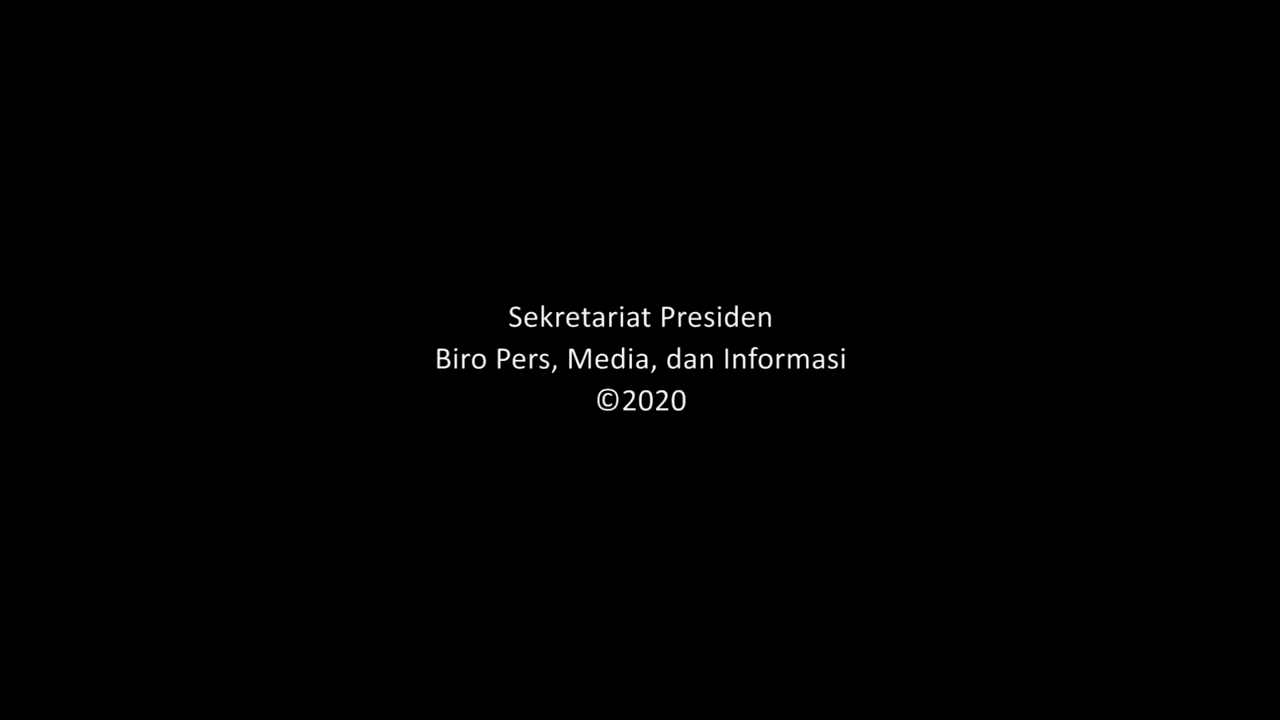 Sekretariat Presiden
Biro Pers, Media, dan Informasi
©2020